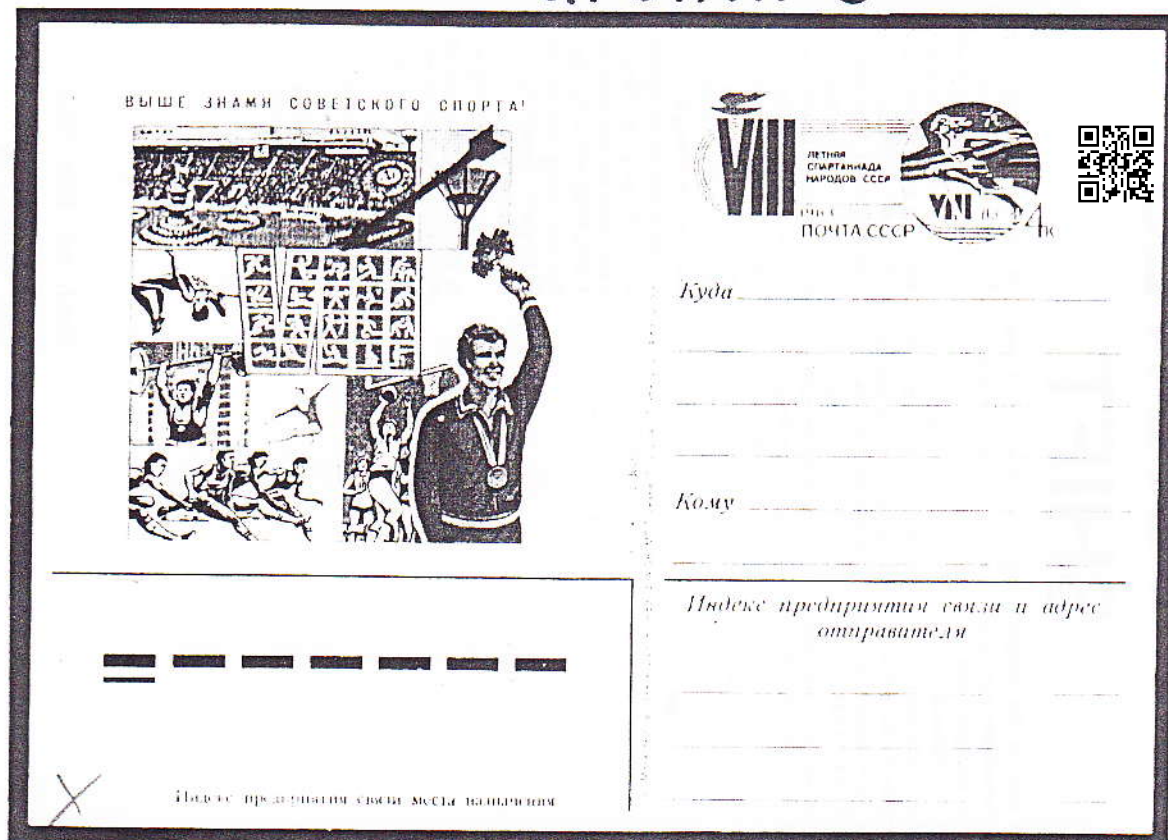 ВЫШЕ ЗНАМЯ СОВЕТСКОГО СПОРТА!
VIII
ЛЕТНЯЯ
СПАРТАКИАДА
НАРОДОВ СССР
ПОЧТА СССР
4
к
Куда
Кому
Индекс предприятия связи и адрес
отправителя
Индекс предприятия связи места назначения